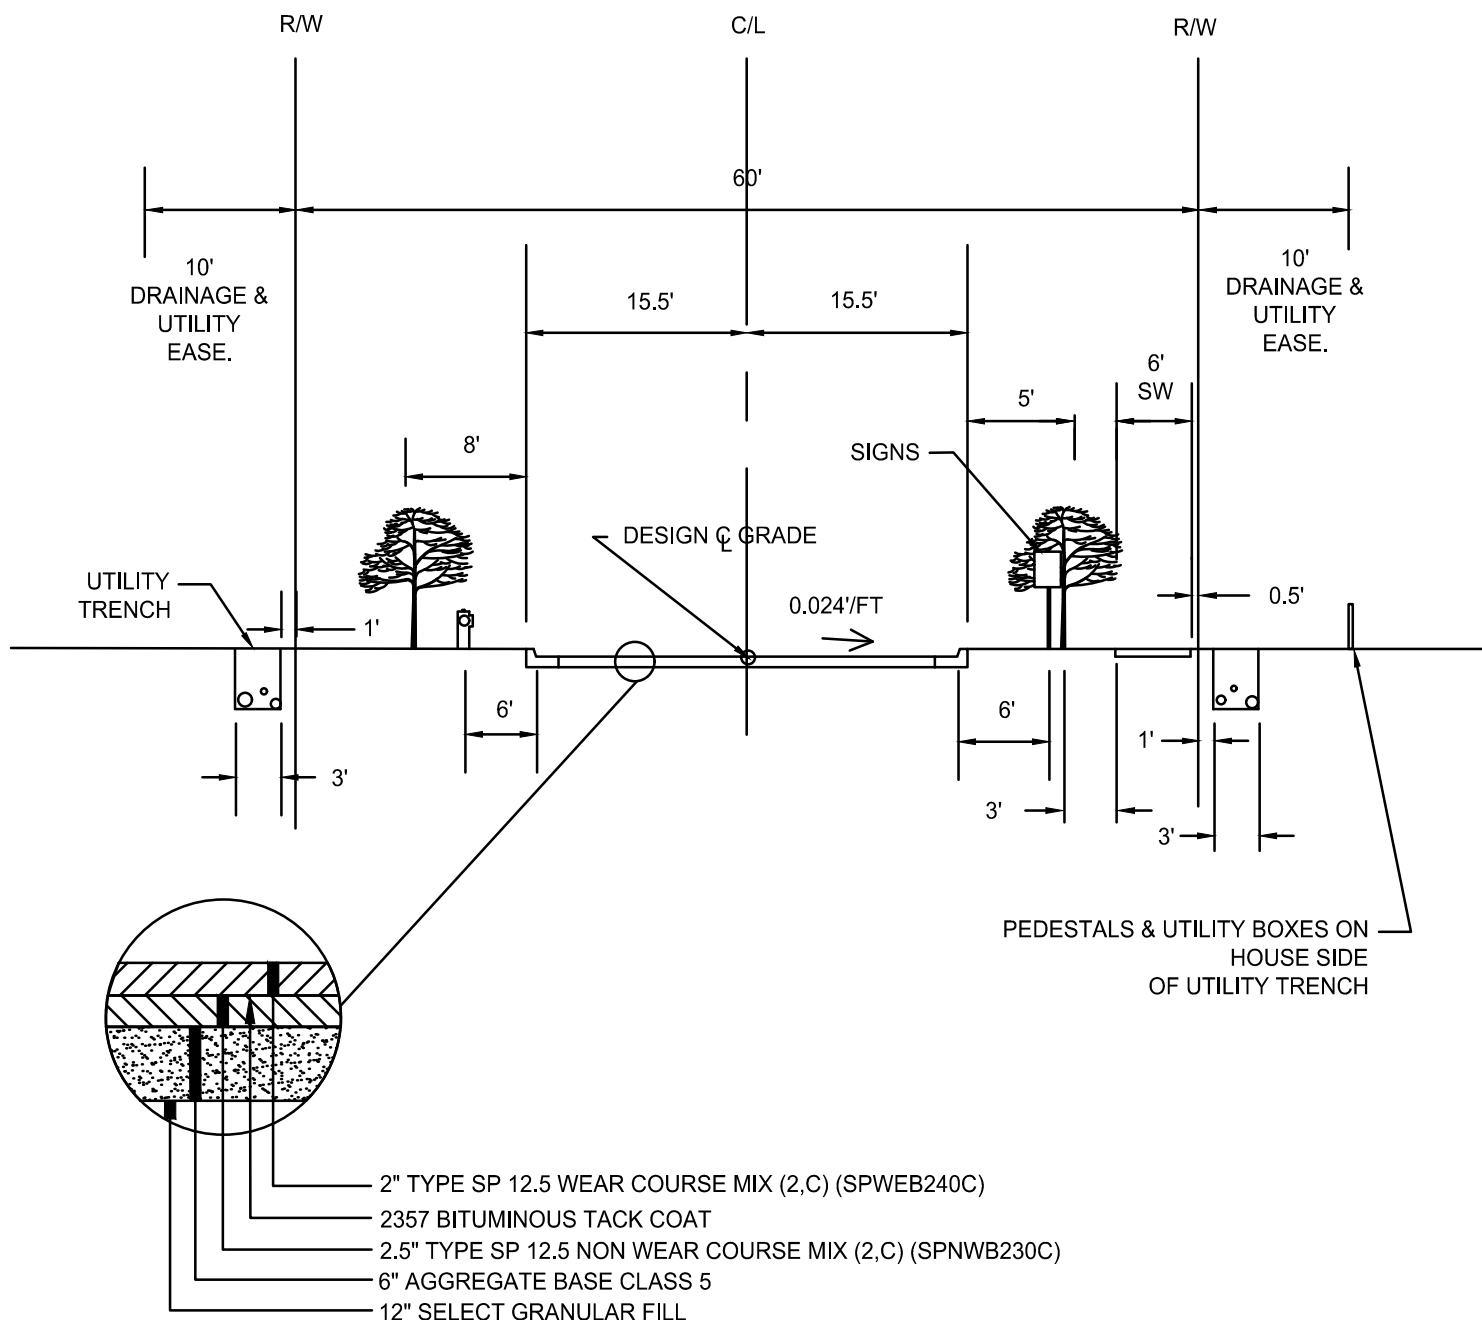 R/W
C/L
R/W
60'
10'
DRAINAGE &
UTILITY
EASE.
10'
DRAINAGE &
UTILITY
EASE.
15.5'
15.5'
6'
SW
5'
8'
SIGNS
DESIGN ℄ GRADE
UTILITY
TRENCH
1'
0.024'/FT
0.5'
6'
6'
1'
3'
3'
3'
PEDESTALS & UTILITY BOXES ON
HOUSE SIDE
OF UTILITY TRENCH
2" TYPE SP 12.5 WEAR COURSE MIX (2,C) (SPWEB240C)
2357 BITUMINOUS TACK COAT
2.5" TYPE SP 12.5 NON WEAR COURSE MIX (2,C) (SPNWB230C)
6" AGGREGATE BASE CLASS 5
12" SELECT GRANULAR FILL